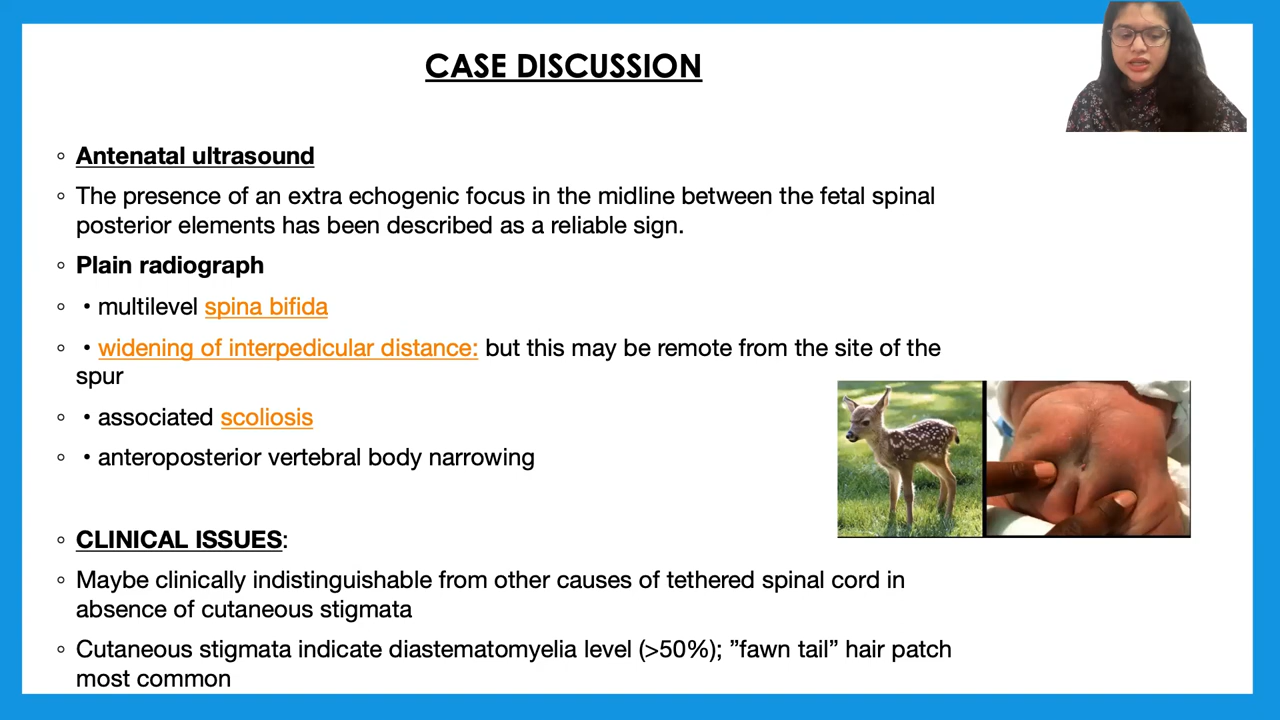 CASE DISCUSSION
◦ Antenatal ultrasound
◦ The presence of an extra echogenic focus in the midline between the fetal spinal
posterior elements has been described as a reliable sign.
◦ Plain radiograph
◦ • multilevel spina bifida
◦ • widening of interpedicular distance: but this may be remote from the site of the
spur
◦ • associated scoliosis
◦ • anteroposterior vertebral body narrowing
◦ CLINICAL ISSUES:
◦ Maybe clinically indistinguishable from other causes of tethered spinal cord in
absence of cutaneous stigmata
◦ Cutaneous stigmata indicate diastematomyelia level (>50%); ”fawn tail” hair patch
most common